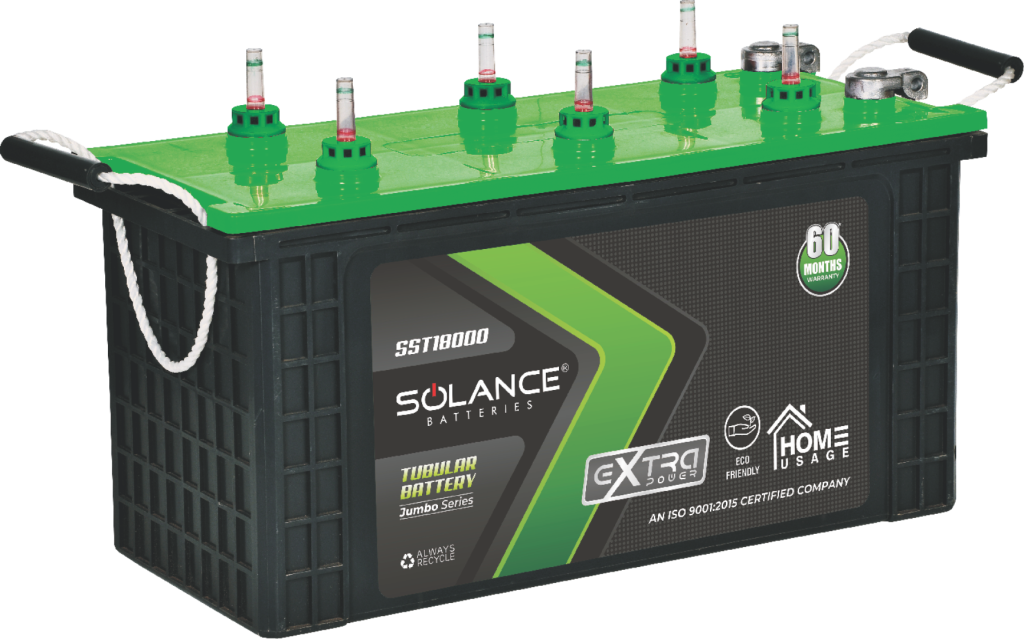 60
MONTHS
WARRANTY
SST18000
SOLANCE®
BATTERIES
TUBULAR
BATTERY
Jumbo Series
ALWAYS
RECYCLE
eXTRA
POWER
ECO
FRIENDLY
HOME
USAGE
AN ISO 9001:2015 CERTIFIED COMPANY